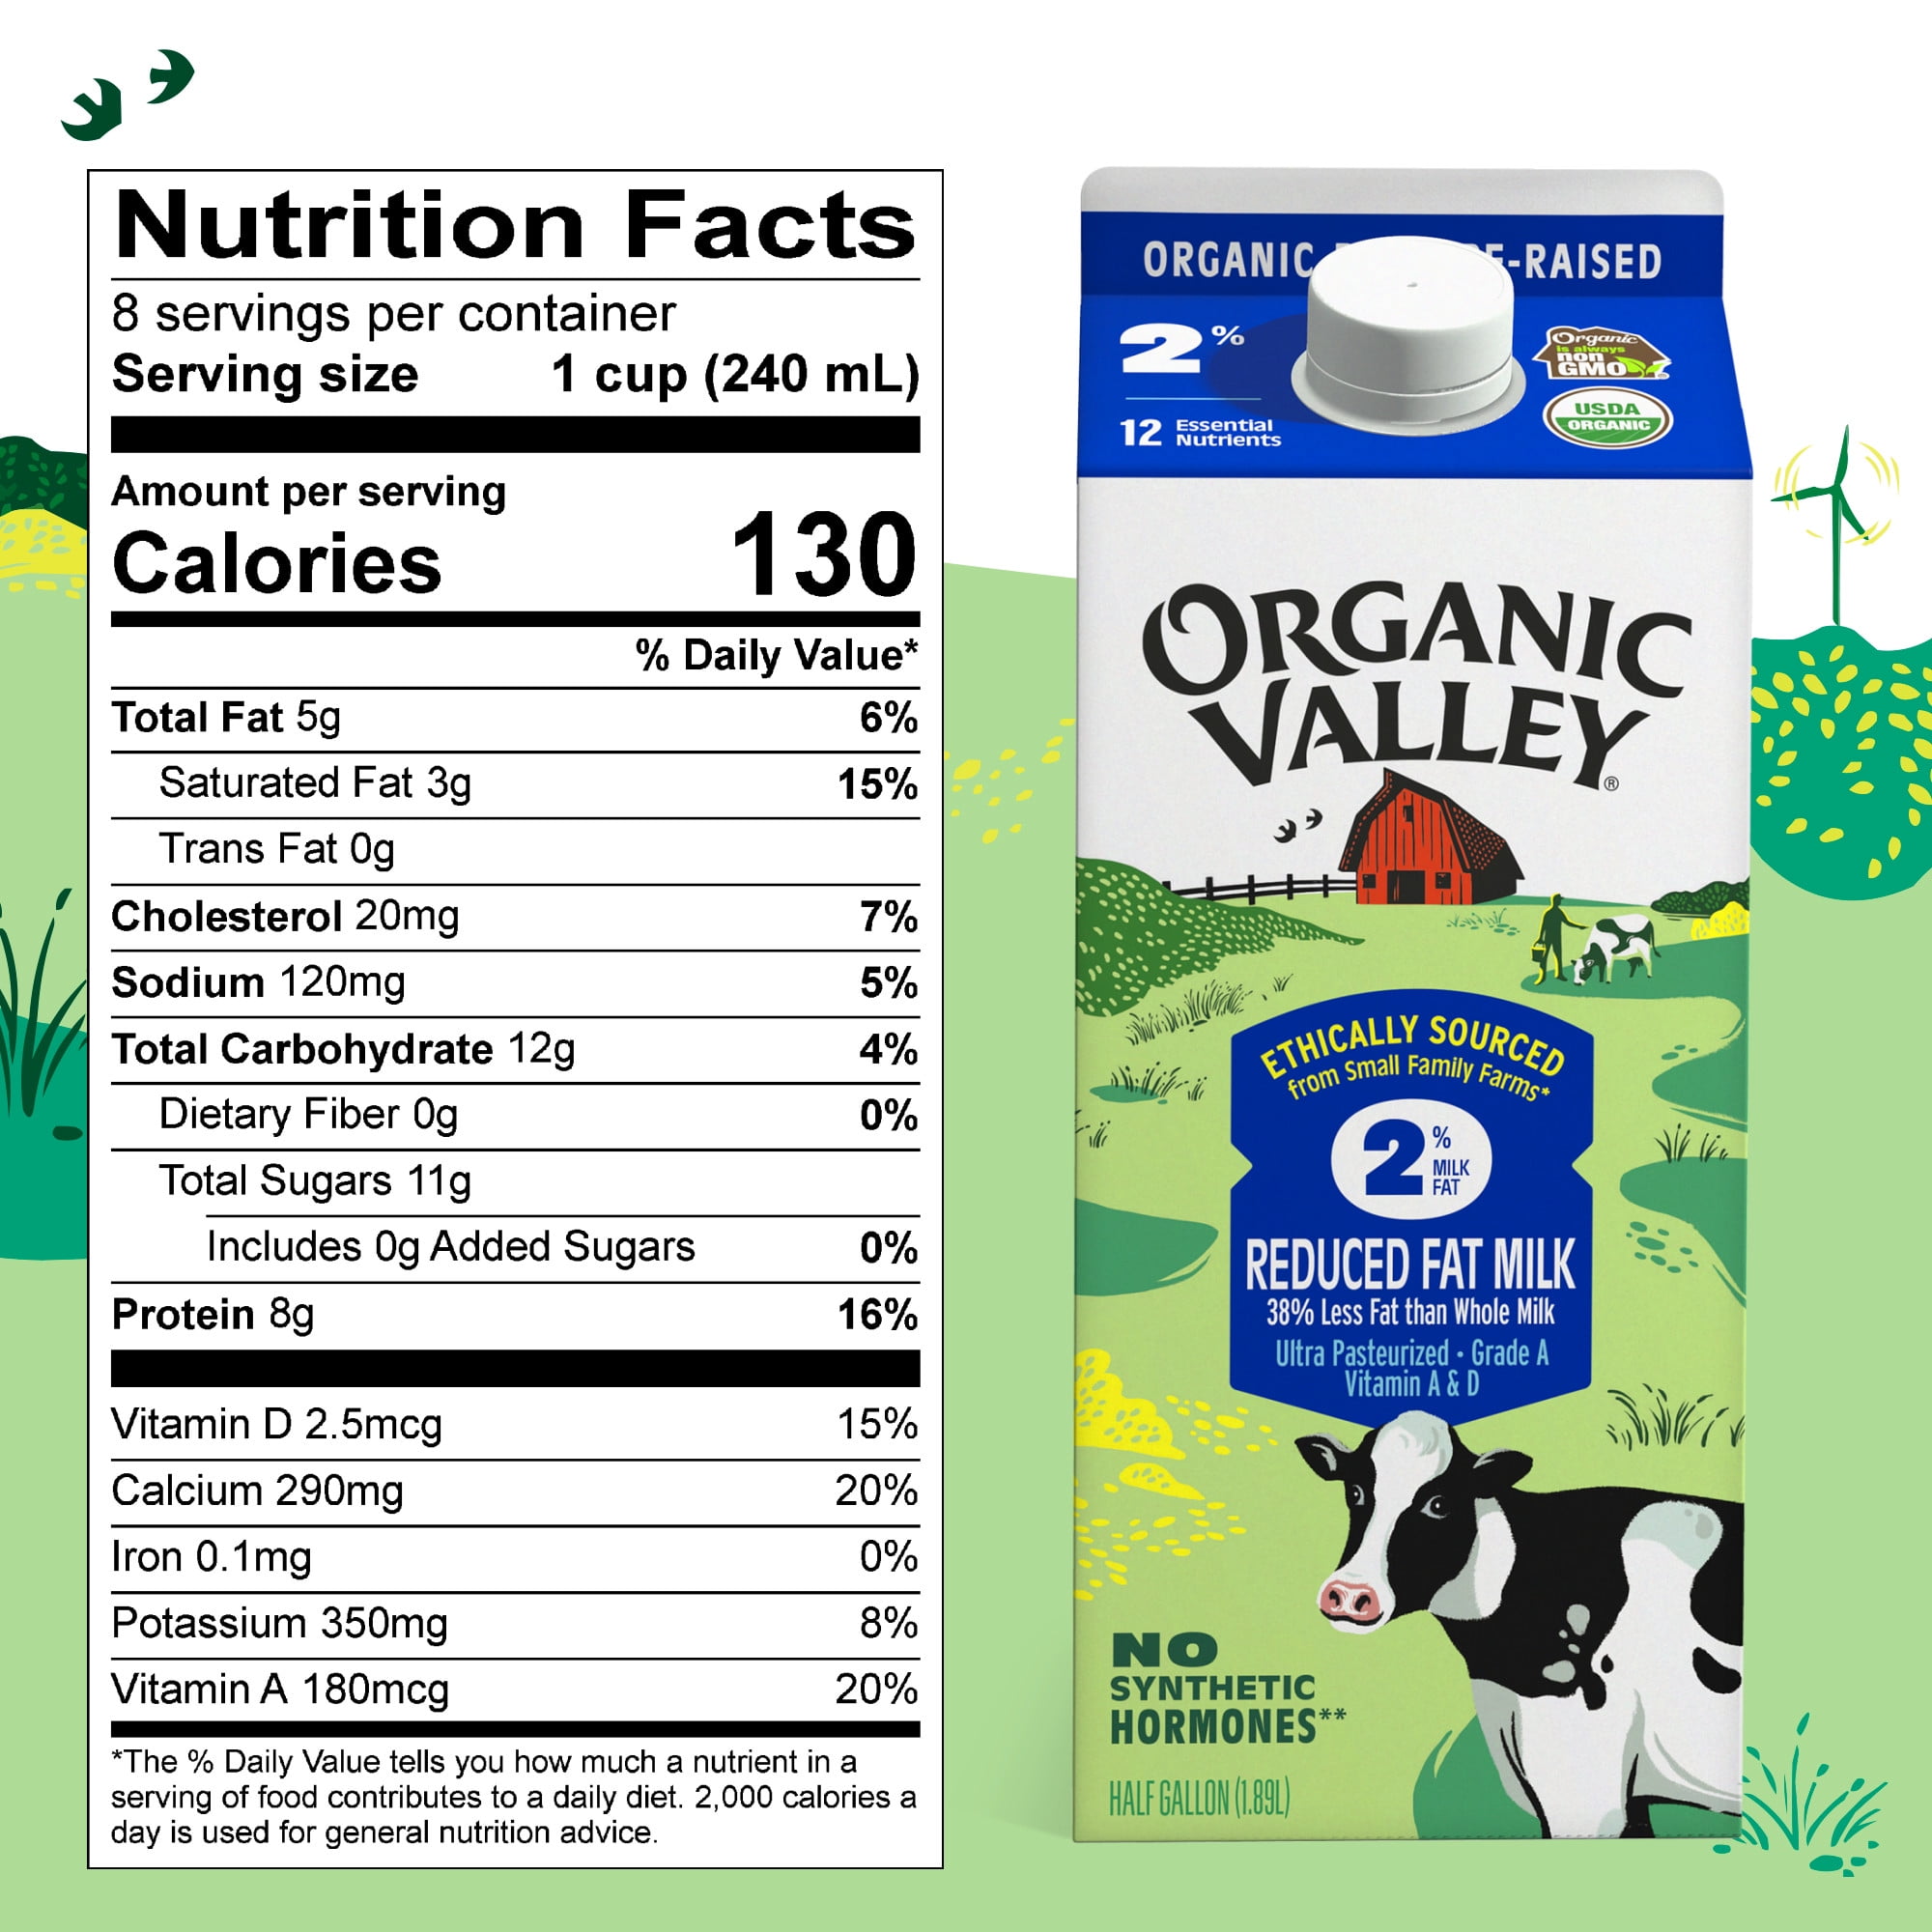 Nutrition Facts
8 servings per container
Serving size 1 cup (240 mL)
Amount per serving
Calories 130
% Daily Value*
Total Fat 5g 6%
Saturated Fat 3g 15%
Trans Fat 0g
Cholesterol 20mg 7%
Sodium 120mg 5%
Total Carbohydrate 12g 4%
Dietary Fiber 0g 0%
Total Sugars 11g
Includes 0g Added Sugars 0%
Protein 8g 16%
Vitamin D 2.5mcg 15%
Calcium 290mg 20%
Iron 0.1mg 0%
Potassium 350mg 8%
Vitamin A 180mcg 20%
*The % Daily Value tells you how much a nutrient in a
serving of food contributes to a daily diet. 2,000 calories a
day is used for general nutrition advice.
ORGANIC -RAISED
2%
12 Essential
Nutrients
Organic
is always
non
GMO
USDA
ORGANIC
ORGANIC
VALLEY®
ETHICALLY SOURCED
from Small Family Farms*
2%
MILK
FAT
REDUCED FAT MILK
38% Less Fat than Whole Milk
Ultra Pasteurized • Grade A
Vitamin A & D
NO
SYNTHETIC
HORMONES**
HALF GALLON (1.89L)